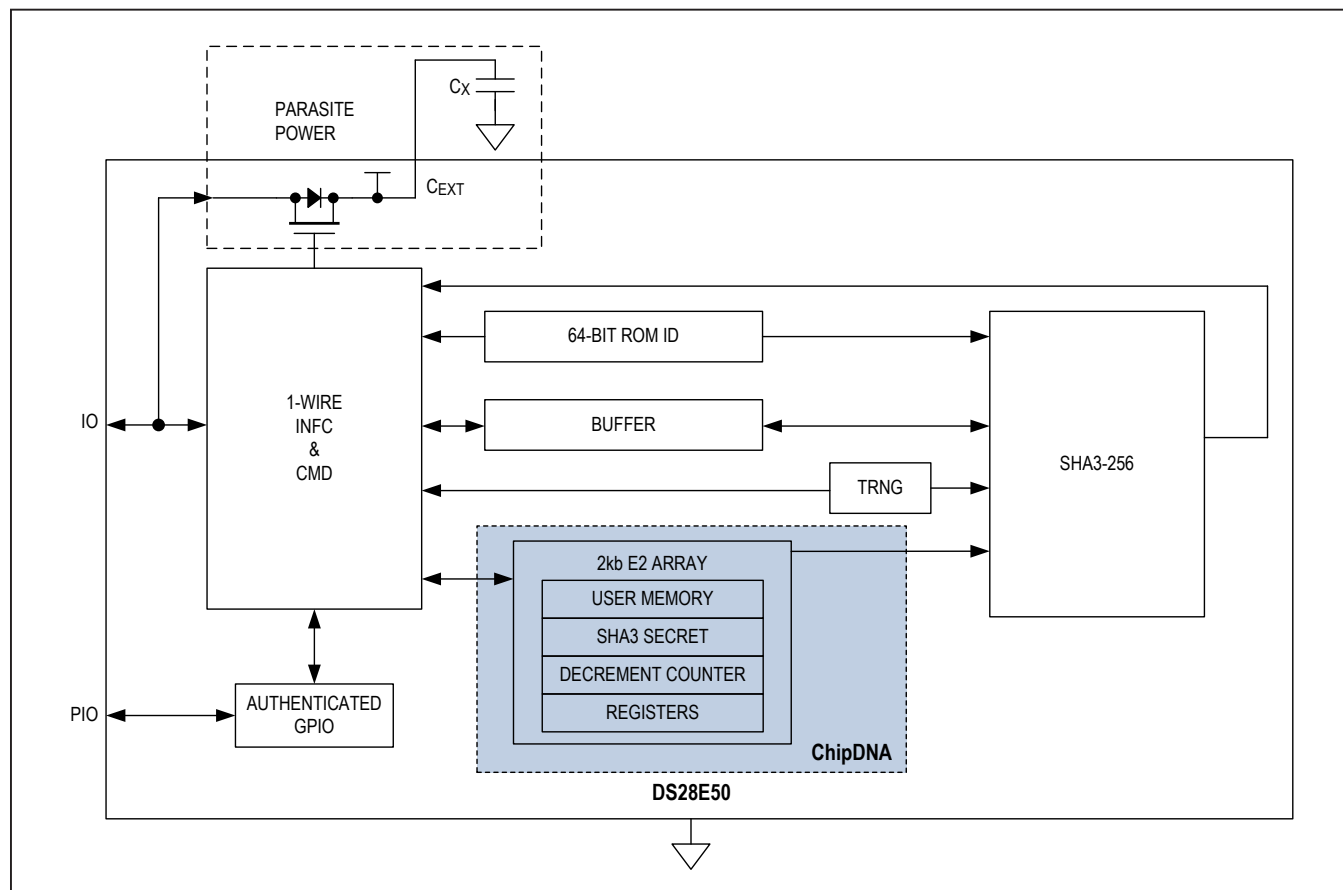 PARASITE
POWER
CX
CEXT
1-WIRE
INFC
&
CMD
64-BIT ROM ID
BUFFER
TRNG
SHA3-256
IO
2kb E2 ARRAY
USER MEMORY
SHA3 SECRET
DECREMENT COUNTER
REGISTERS
ChipDNA
PIO
AUTHENTICATED
GPIO
DS28E50